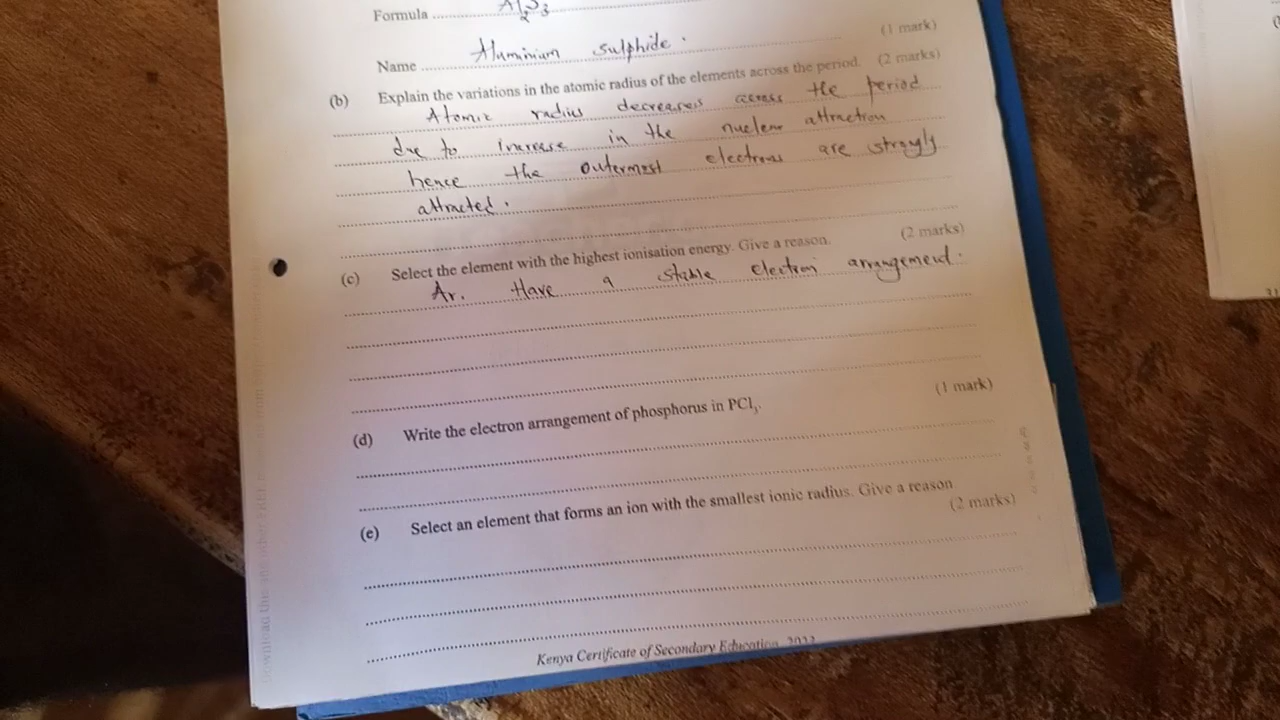 Formula Al2S3
(1 mark)
Name Aluminium sulphide.
(b) Explain the variations in the atomic radius of the elements across the period. (2 marks)
Atomic radius decreases across the period
due to increase in the nuclear attraction
hence the outermost electrons are strongly
attracted.
(c) Select the element with the highest ionisation energy. Give a reason. (2 marks)
Ar. Have a stable electron arrangement.
(d) Write the electron arrangement of phosphorus in PCl3. (1 mark)
(e) Select an element that forms an ion with the smallest ionic radius. Give a reason
(2 marks)
Kenya Certificate of Secondary Education,